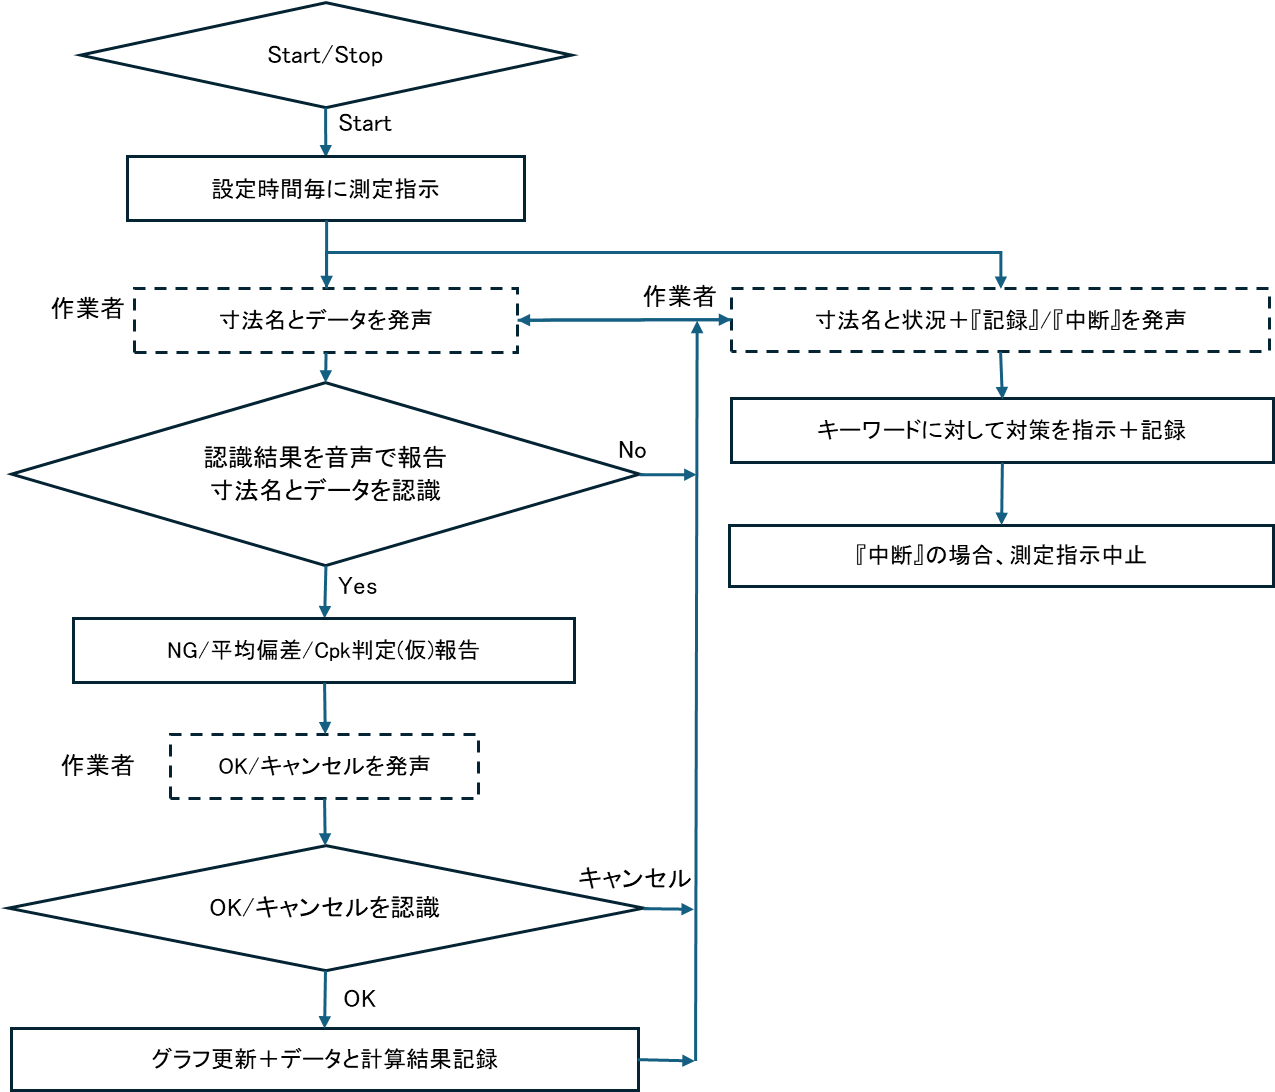 Start/Stop
Start
設定時間毎に測定指示
作業者
寸法名とデータを発声
作業者
寸法名と状況＋『記録』/『中断』を発声
キーワードに対して対策を指示＋記録
『中断』の場合、測定指示中止
認識結果を音声で報告
寸法名とデータを認識
No
Yes
NG/平均偏差/Cpk判定(仮)報告
作業者
OK/キャンセルを発声
OK/キャンセルを認識
キャンセル
OK
グラフ更新＋データと計算結果記録